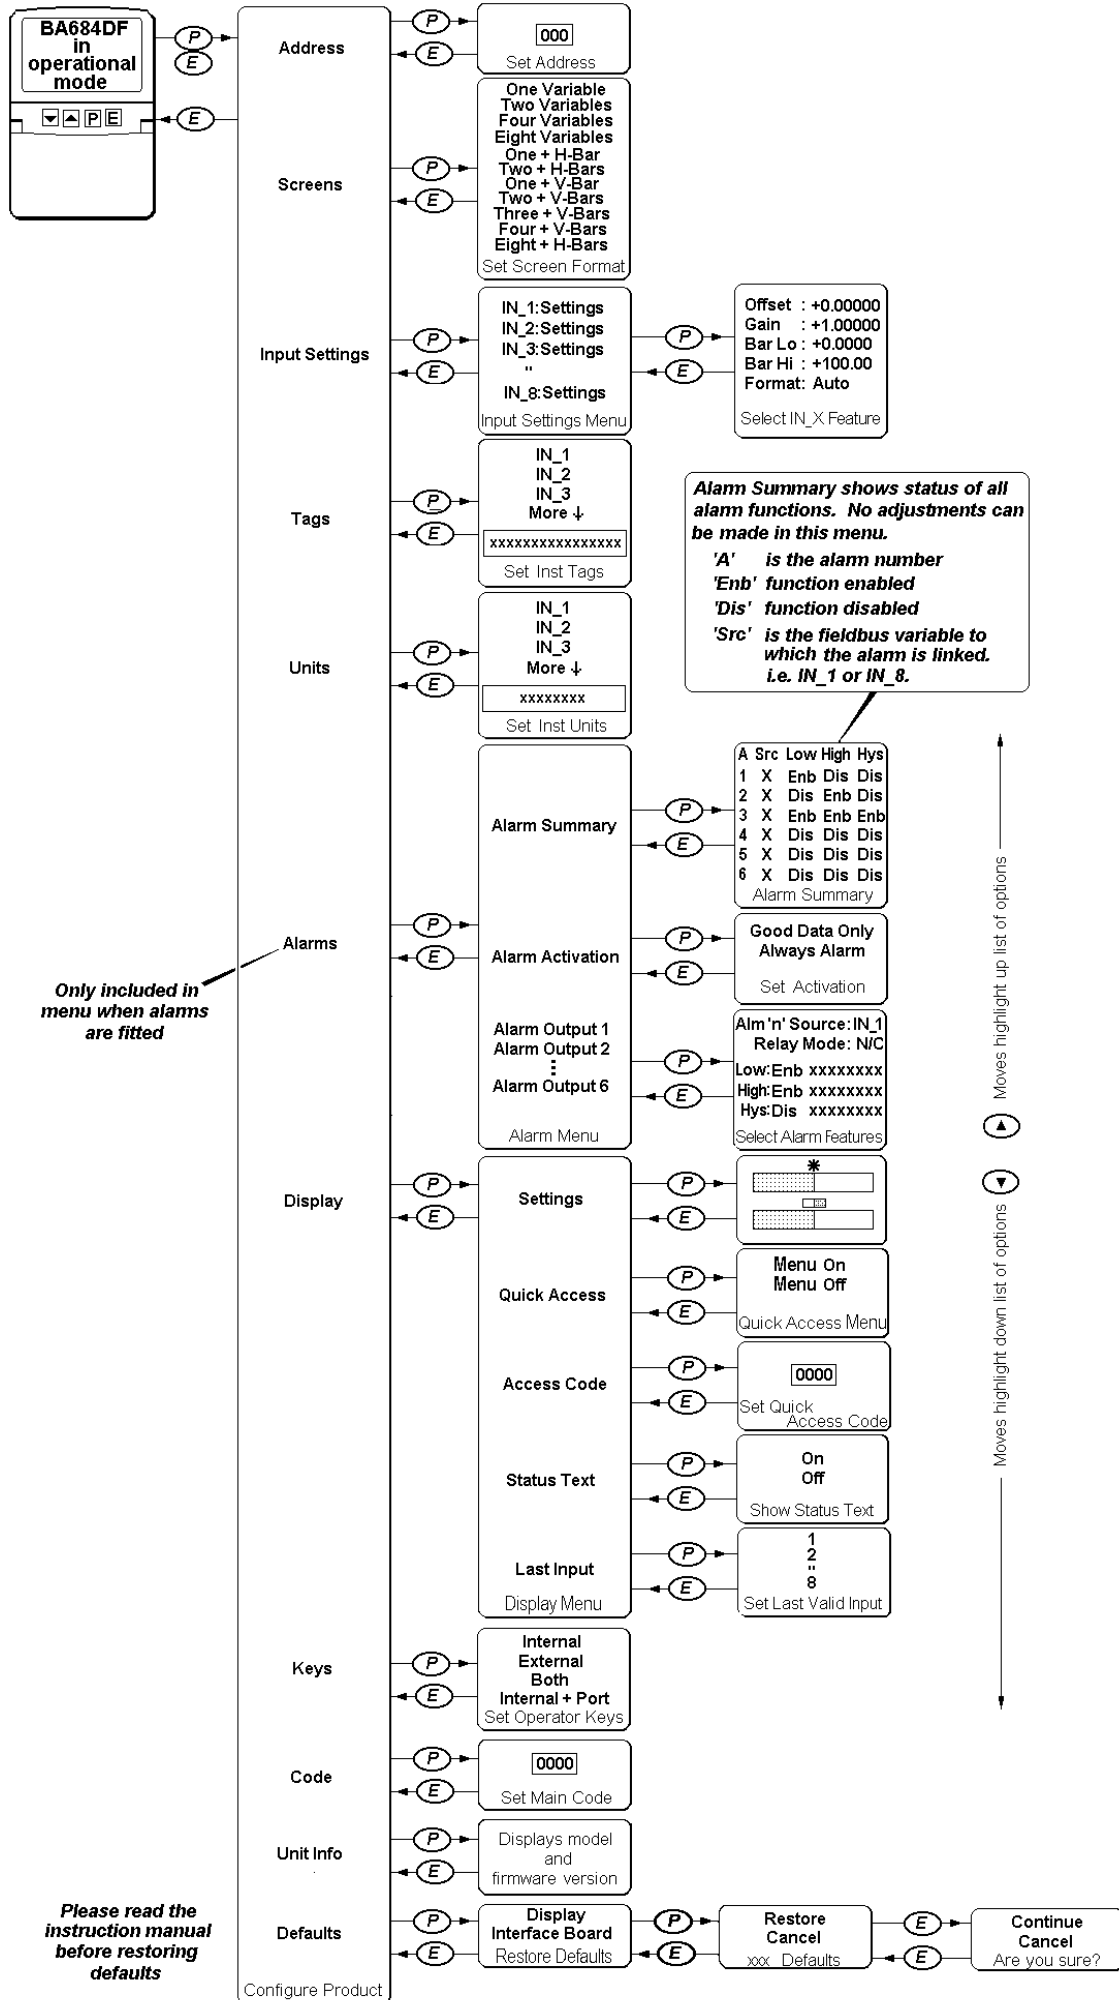 BA684DF
in
operational
mode
P E
P
E
E
Address
P
E
000
Set Address
Screens
P
E
One Variable
Two Variables
Four Variables
Eight Variables
One + H-Bar
Two + H-Bars
One + V-Bar
Two + V-Bars
Three + V-Bars
Four + V-Bars
Eight + H-Bars
Set Screen Format
Input Settings
P
E
IN_1:Settings
IN_2:Settings
IN_3:Settings
"
IN_8:Settings
Input Settings Menu
P
E
Offset : +0.00000
Gain : +1.00000
Bar Lo : +0.0000
Bar Hi : +100.00
Format: Auto
Select IN_X Feature
Tags
P
E
IN_1
IN_2
IN_3
More ↓
xxxxxxxxxxxxxxxx
Set Inst Tags
Units
P
E
IN_1
IN_2
IN_3
More ↓
xxxxxxxx
Set Inst Units
Alarm Summary shows status of all
alarm functions. No adjustments can
be made in this menu.
'A' is the alarm number
'Enb' function enabled
'Dis' function disabled
'Src' is the fieldbus variable to
which the alarm is linked.
i.e. IN_1 or IN_8.
Alarms
Only included in
menu when alarms
are fitted
P
E
Alarm Summary
P
E
A Src Low High Hys
1 X Enb Dis Dis
2 X Dis Enb Dis
3 X Enb Enb Enb
4 X Dis Dis Dis
5 X Dis Dis Dis
6 X Dis Dis Dis
Alarm Summary
Alarm Activation
P
E
Good Data Only
Always Alarm
Set Activation
Alarm Output 1
Alarm Output 2
Alarm Output 6
Alarm Menu
P
E
Alm 'n' Source:IN_1
Relay Mode: N/C
Low:Enb xxxxxxxx
High:Enb xxxxxxxx
Hys:Dis xxxxxxxx
Select Alarm Features
Moves highlight up list of options
Moves highlight down list of options
Display
P
E
Settings
P
E
Quick Access
P
E
Menu On
Menu Off
Quick Access Menu
Access Code
P
E
0000
Set Quick
Access Code
Status Text
P
E
On
Off
Show Status Text
Last Input
Display Menu
P
E
1
2
"
8
Set Last Valid Input
Keys
P
E
Internal
External
Both
Internal + Port
Set Operator Keys
Code
P
E
0000
Set Main Code
Unit Info
P
E
Displays model
and
firmware version
Please read the
instruction manual
before restoring
defaults
Defaults
P
E
Display
Interface Board
Restore Defaults
P
E
Restore
Cancel
xxx Defaults
E
E
Continue
Cancel
Are you sure?
Configure Product